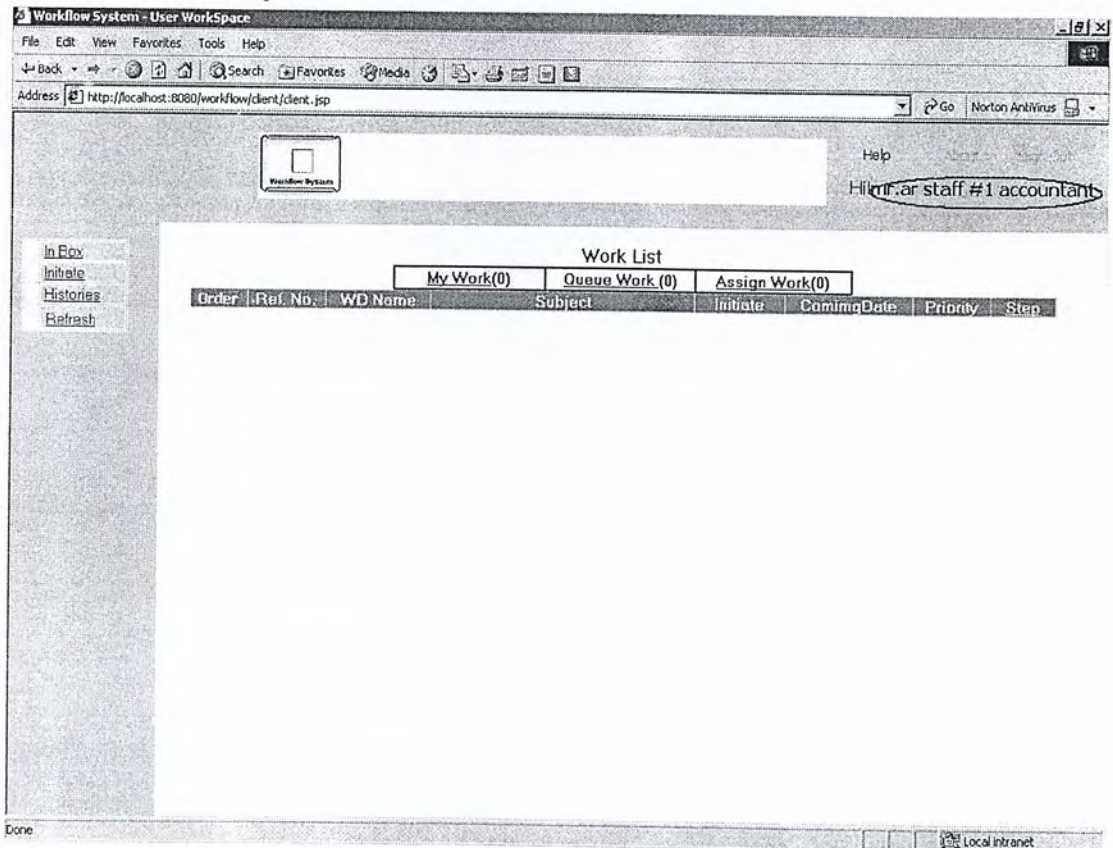 Workflow System - User WorkSpace
File Edit View Favorites Tools Help
Back Search Favorites Media
Address http://localhost:8080/workflow/client/client.jsp Go Norton AntiVirus
Workflow System
Help
Hi mr.ar staff #1 accountant
In Box
Initiate
Histories
Refresh
Work List
My Work(0) Queue Work (0) Assign Work(0)
Order Ref. No. WD Name Subject Initiate ComimgDate Priority Step
Done Local intranet